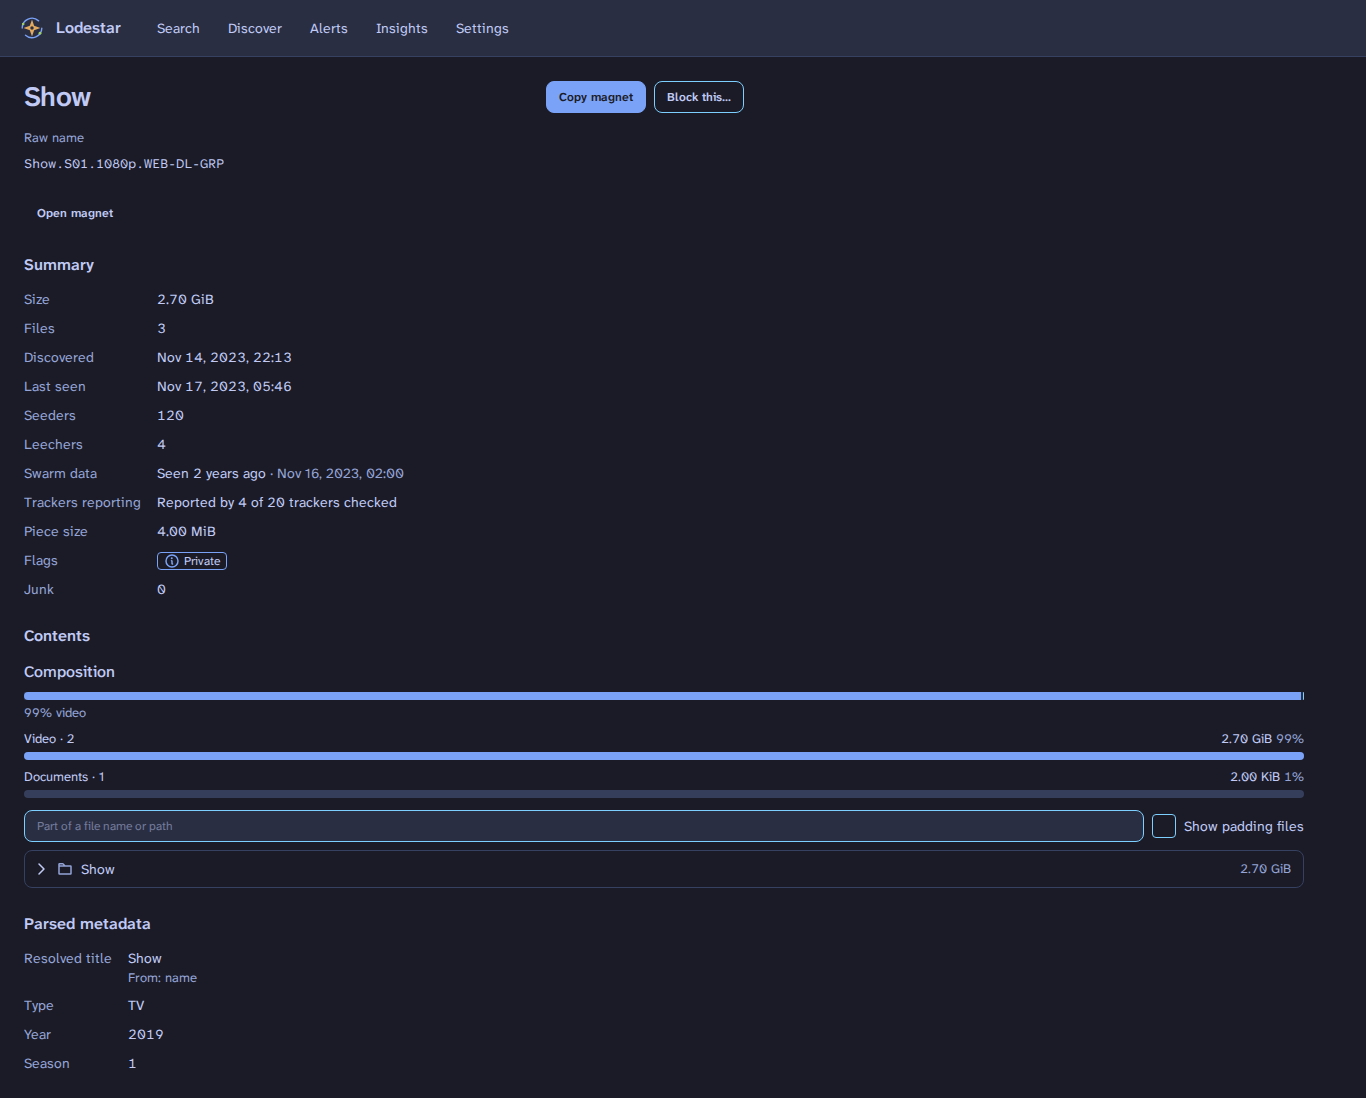 Lodestar Search Discover Alerts Insights Settings
Show Copy magnet Block this...
Raw name
Show.S01.1080p.WEB-DL-GRP
Open magnet
Summary
Size 2.70 GiB
Files 3
Discovered Nov 14, 2023, 22:13
Last seen Nov 17, 2023, 05:46
Seeders 120
Leechers 4
Swarm data Seen 2 years ago · Nov 16, 2023, 02:00
Trackers reporting Reported by 4 of 20 trackers checked
Piece size 4.00 MiB
Flags Private
Junk 0
Contents
Composition
99% video
Video · 2 2.70 GiB 99%
Documents · 1 2.00 KiB 1%
Part of a file name or path Show padding files
Show 2.70 GiB
Parsed metadata
Resolved title Show
From: name
Type TV
Year 2019
Season 1